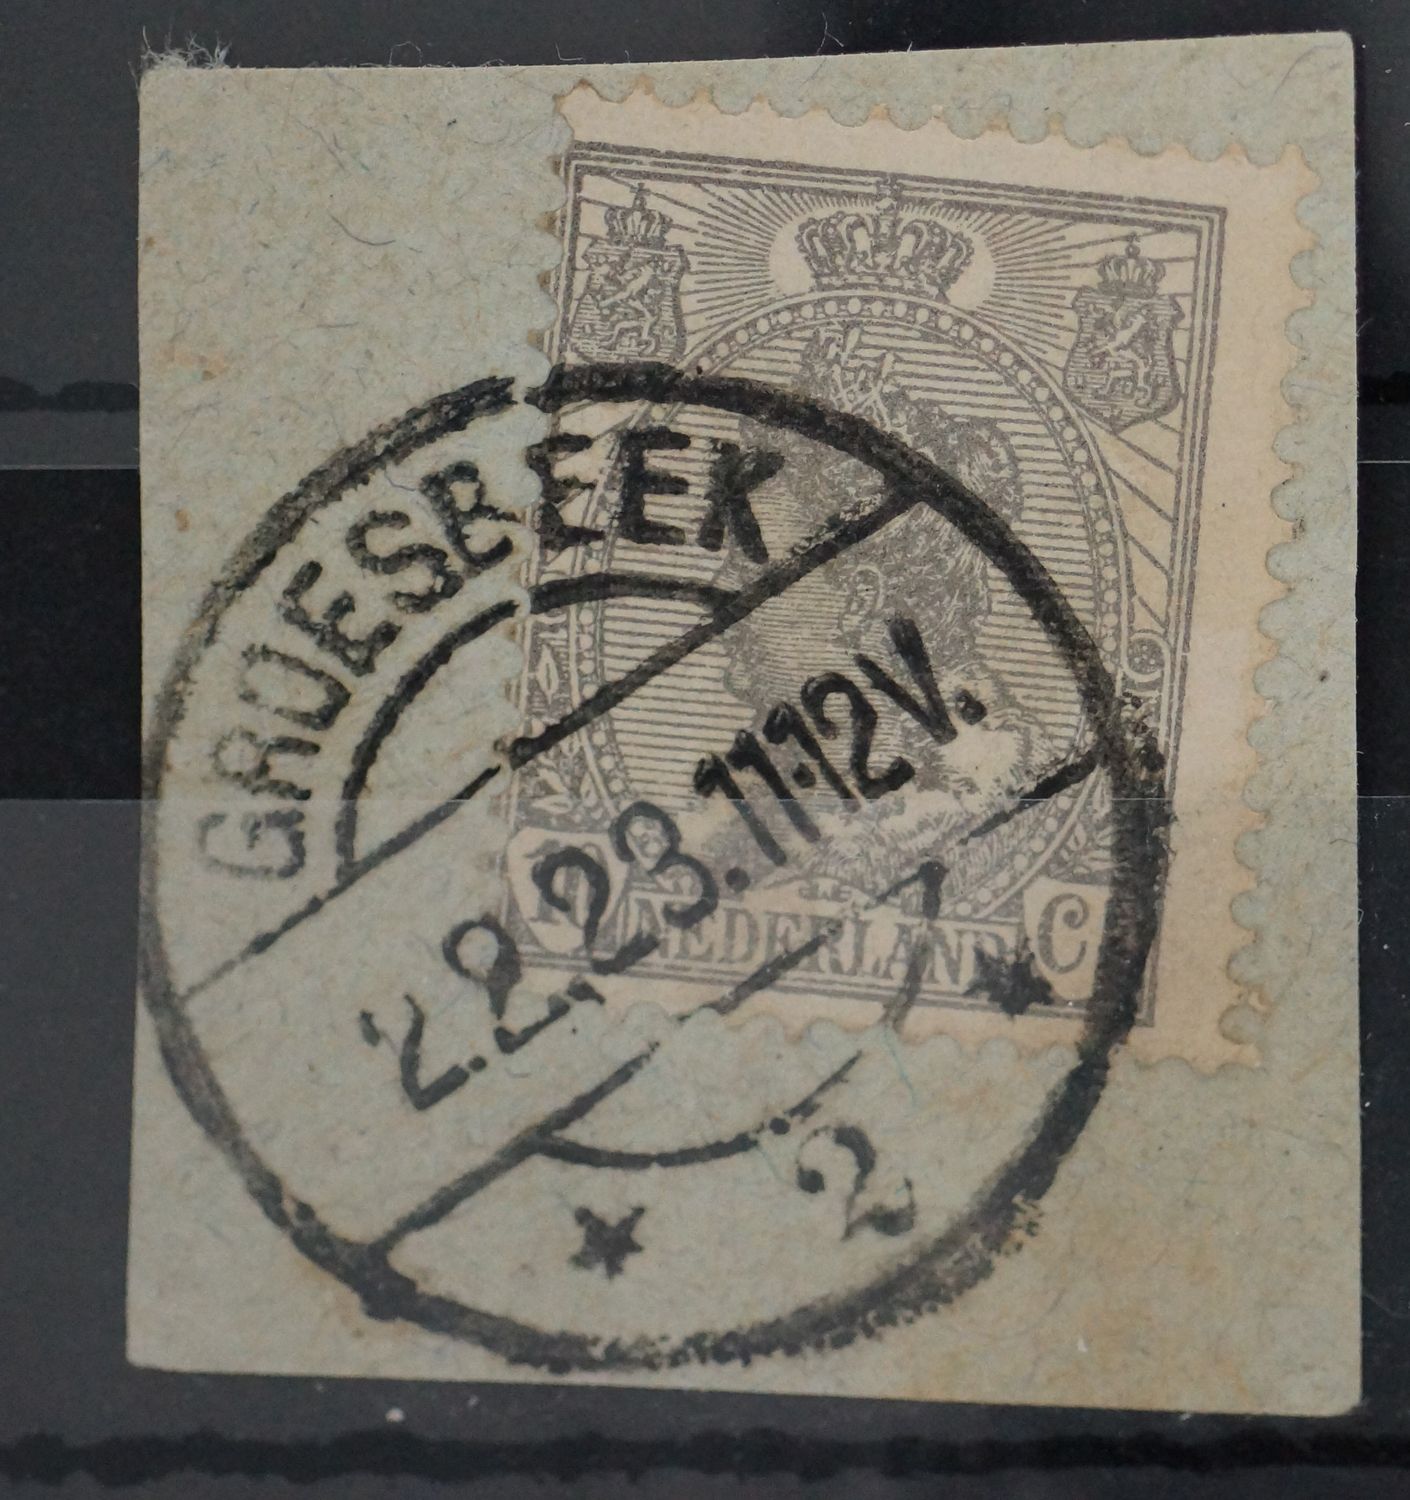 GROESBEEK
2.2.23.11-12V.
2
NEDERLAND
C